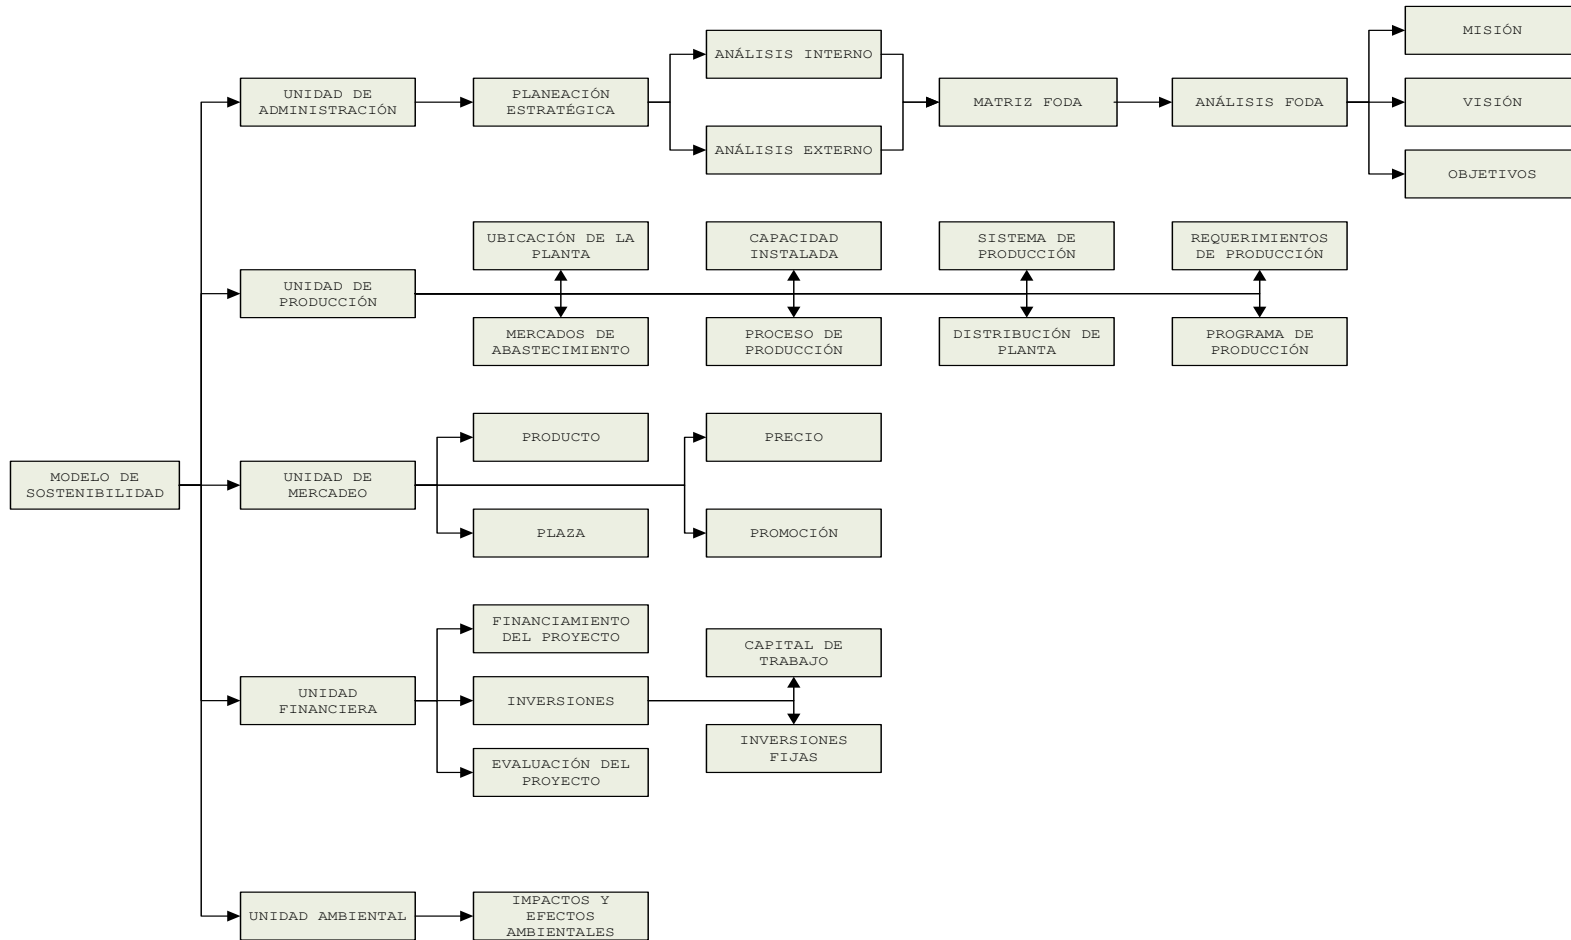 MISIÓN
ANÁLISIS INTERNO
UNIDAD DE
ADMINISTRACIÓN
PLANEACIÓN
ESTRATÉGICA
MATRIZ FODA
ANÁLISIS FODA
VISIÓN
ANÁLISIS EXTERNO
OBJETIVOS
UBICACIÓN DE LA
PLANTA
CAPACIDAD
INSTALADA
SISTEMA DE
PRODUCCIÓN
REQUERIMIENTOS
DE PRODUCCIÓN
UNIDAD DE
PRODUCCIÓN
MERCADOS DE
ABASTECIMIENTO
PROCESO DE
PRODUCCIÓN
DISTRIBUCIÓN DE
PLANTA
PROGRAMA DE
PRODUCCIÓN
PRODUCTO
PRECIO
MODELO DE
SOSTENIBILIDAD
UNIDAD DE
MERCADEO
PLAZA
PROMOCIÓN
FINANCIAMIENTO
DEL PROYECTO
CAPITAL DE
TRABAJO
UNIDAD
FINANCIERA
INVERSIONES
INVERSIONES
FIJAS
EVALUACIÓN DEL
PROYECTO
UNIDAD AMBIENTAL
IMPACTOS Y
EFECTOS
AMBIENTALES